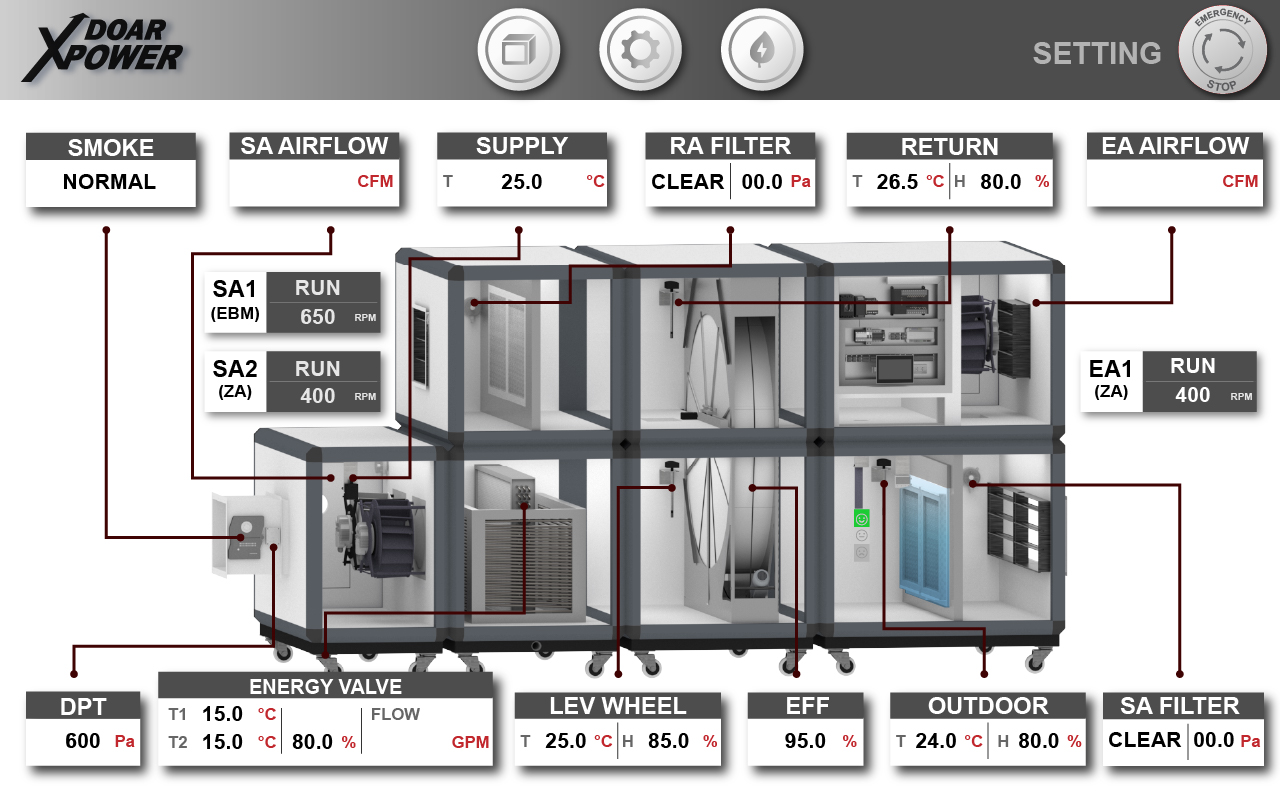 XDOAR
POWER
SETTING
EMERGENCY
STOP
SMOKE
NORMAL
SA AIRFLOW
CFM
SUPPLY
T 25.0 °C
RA FILTER
CLEAR 00.0 Pa
RETURN
T 26.5 °C H 80.0 %
EA AIRFLOW
CFM
SA1
(EBM)
RUN
650 RPM
SA2
(ZA)
RUN
400 RPM
EA1
(ZA)
RUN
400 RPM
DPT
600 Pa
ENERGY VALVE
T1 15.0 °C
T2 15.0 °C
80.0 %
FLOW
GPM
LEV WHEEL
T 25.0 °C H 85.0 %
EFF
95.0 %
OUTDOOR
T 24.0 °C H 80.0 %
SA FILTER
CLEAR 00.0 Pa